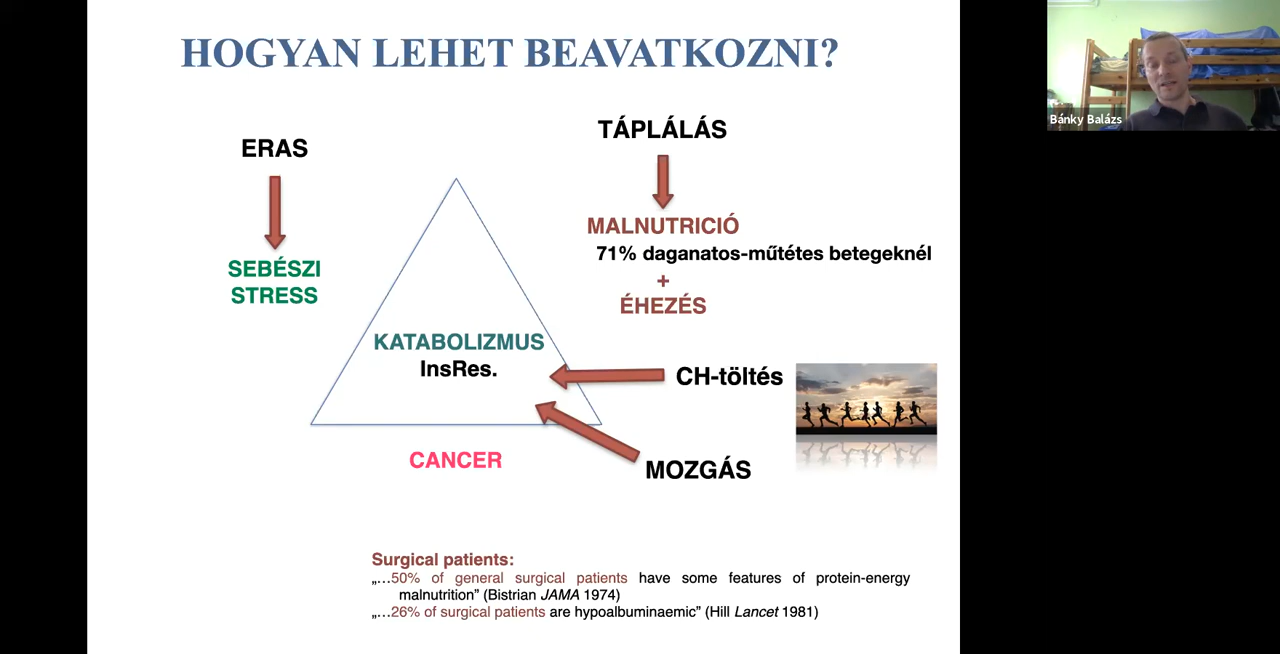 HOGYAN LEHET BEAVATKOZNI?
ERAS
SEBÉSZI
STRESS
TÁPLÁLÁS
MALNUTRICIÓ
71% daganatos-műtétes betegeknél
+
ÉHEZÉS
KATABOLIZMUS
InsRes.
CH-töltés
MOZGÁS
CANCER
Surgical patients:
„…50% of general surgical patients have some features of protein-energy
malnutrition” (Bistrian JAMA 1974)
„…26% of surgical patients are hypoalbuminaemic” (Hill Lancet 1981)
Bánky Balázs